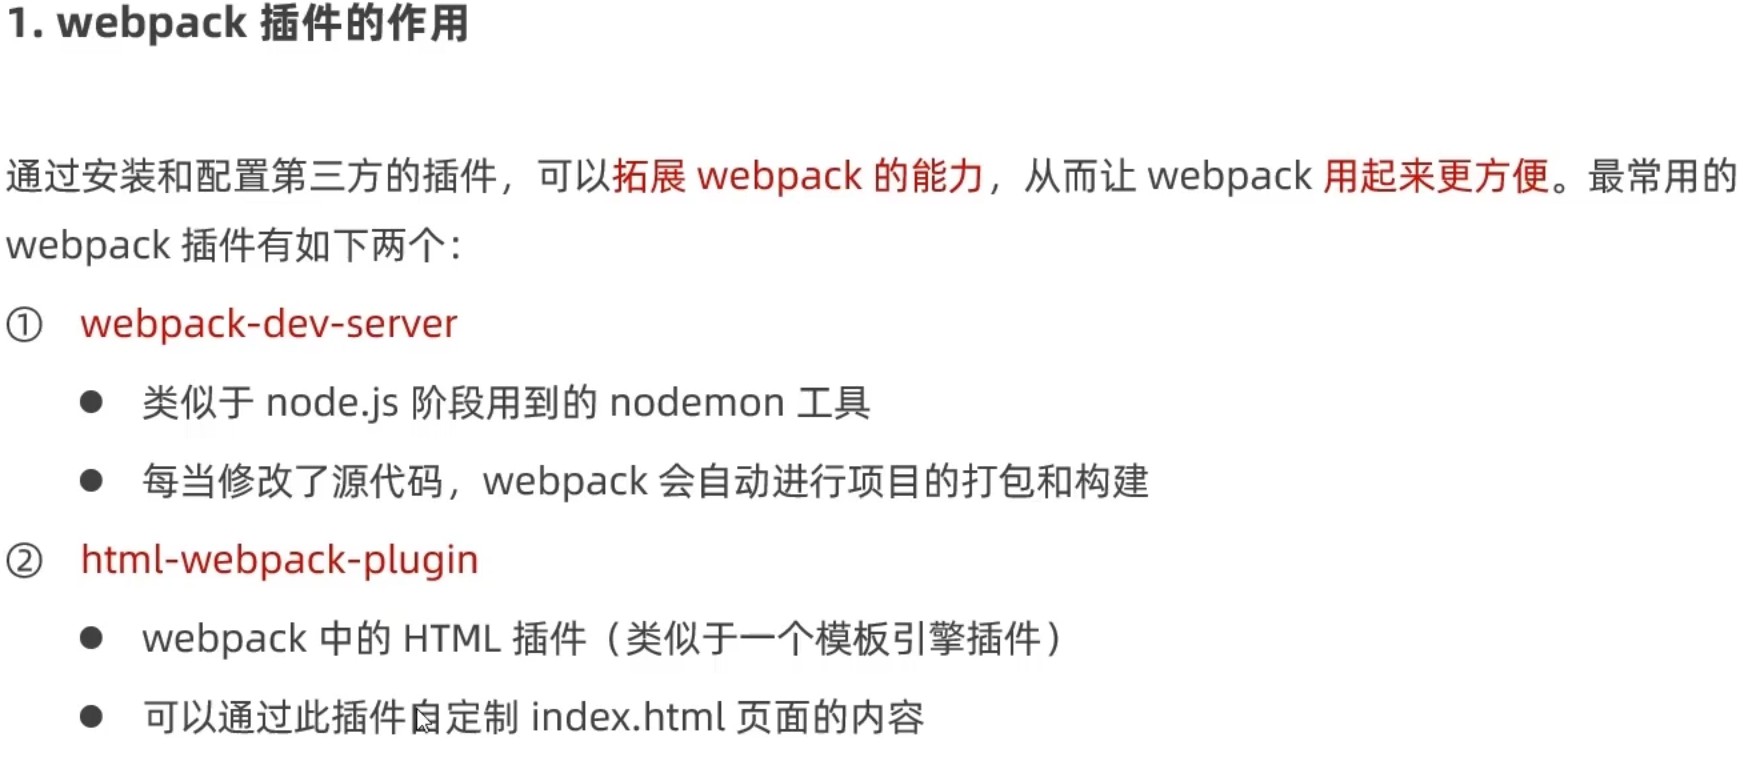 1. webpack 插件的作用
通过安装和配置第三方的插件，可以拓展 webpack 的能力，从而让 webpack 用起来更方便。最常用的
webpack 插件有如下两个：
① webpack-dev-server
● 类似于 node.js 阶段用到的 nodemon 工具
● 每当修改了源代码，webpack 会自动进行项目的打包和构建
② html-webpack-plugin
● webpack 中的 HTML 插件（类似于一个模板引擎插件）
● 可以通过此插件自定制 index.html 页面的内容